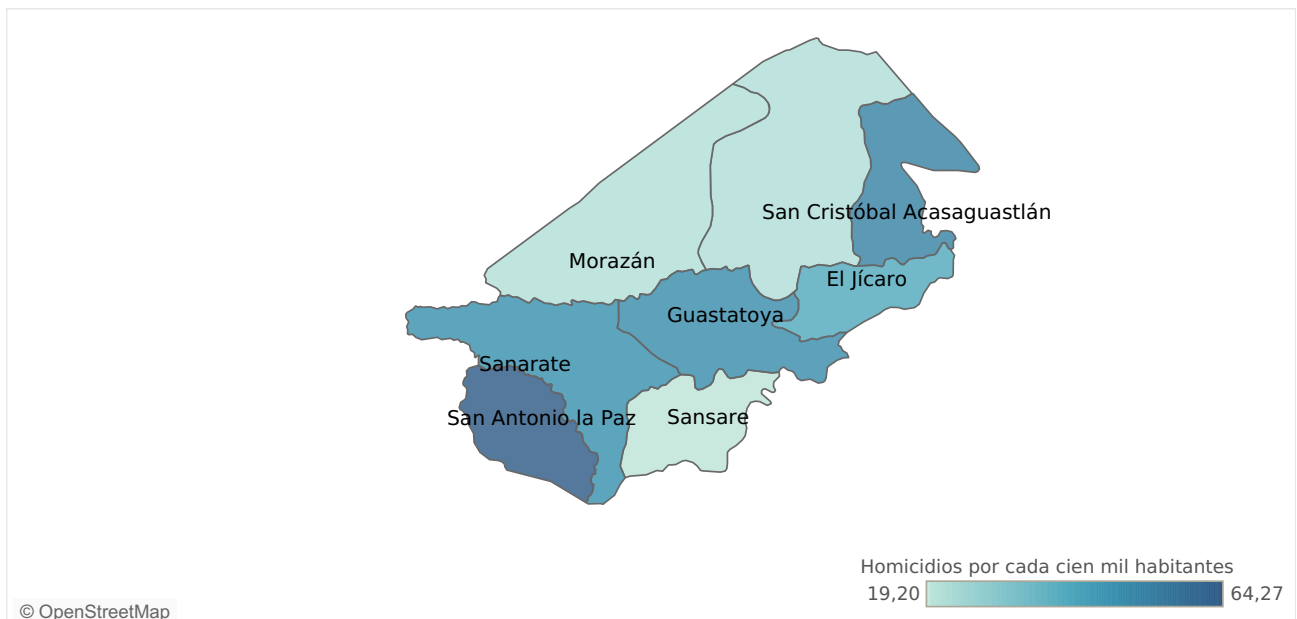 San Cristóbal Acasaguastlán
Morazán
El Jícaro
Guastatoya
Sanarate
San Antonio la Paz
Sansare
Homicidios por cada cien mil habitantes
19,20
64,27
© OpenStreetMap